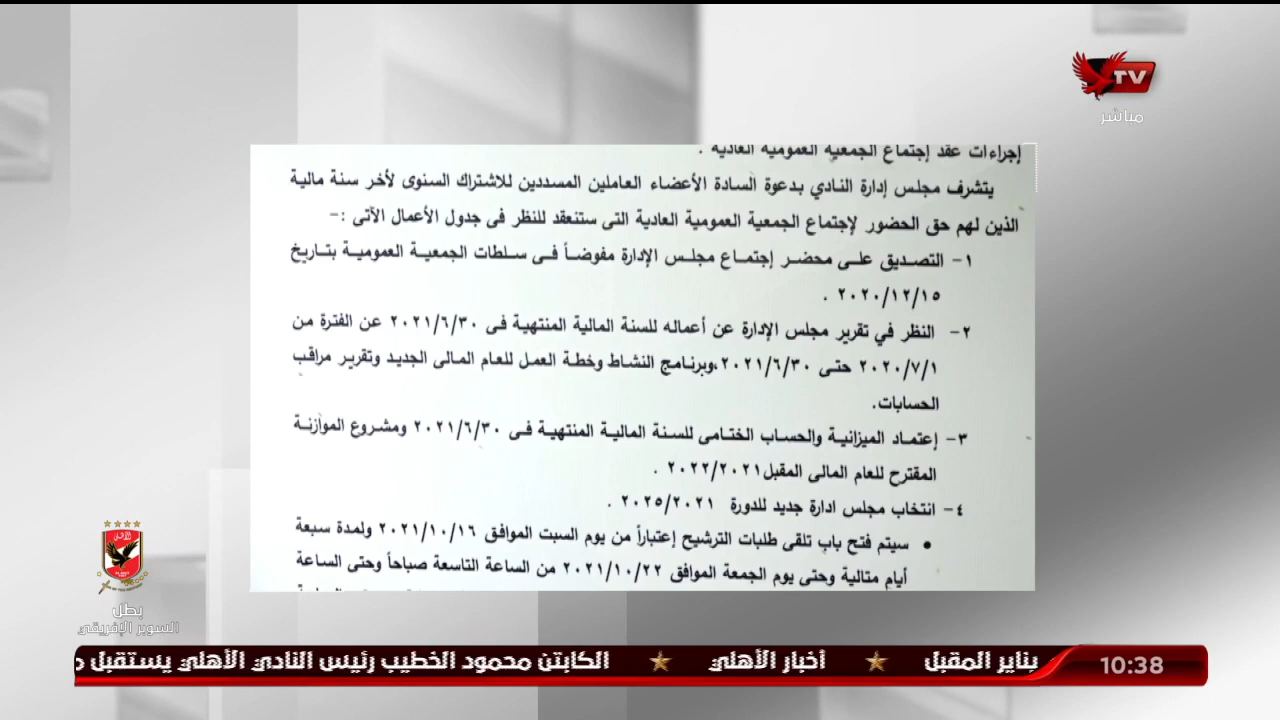 TV
مباشر
إجراءات عقد إجتماع الجمعية العمومية العادية .
يتشرف مجلس إدارة النادي بدعوة السادة الأعضاء العاملين المسددين للاشتراك السنوى لأخر سنة مالية
الذين لهم حق الحضور لإجتماع الجمعية العمومية العادية التى ستنعقد للنظر فى جدول الأعمال الآتى :-
١- التصديق على محضر إجتماع مجلس الإدارة مفوضاً فى سلطات الجمعية العمومية بتاريخ
٢٠٢٠/١٢/١٥ .
٢- النظر في تقرير مجلس الإدارة عن أعماله للسنة المالية المنتهية فى ٢٠٢١/٦/٣٠ عن الفترة من
٢٠٢٠/٧/١ حتى ٢٠٢١/٦/٣٠ ،وبرنامج النشاط وخطة العمل للعام المالى الجديد وتقرير مراقب
الحسابات.
٣- إعتماد الميزانية والحساب الختامى للسنة المالية المنتهية فى ٢٠٢١/٦/٣٠ ومشروع الموازنة
المقترح للعام المالى المقبل٢٠٢٢/٢٠٢١ .
٤- انتخاب مجلس ادارة جديد للدورة ٢٠٢٥/٢٠٢١ .
• سيتم فتح باب تلقى طلبات الترشيح إعتباراً من يوم السبت الموافق ٢٠٢١/١٠/١٦ ولمدة سبعة
أيام متالية وحتى يوم الجمعة الموافق ٢٠٢١/١٠/٢٢ من الساعة التاسعة صباحاً وحتى الساعة
بطل
السوبر الإفريقي
يناير المقبل ★ أخبار الأهلي ★ الكابتن محمود الخطيب رئيس النادي الأهلي يستقبل
10:38